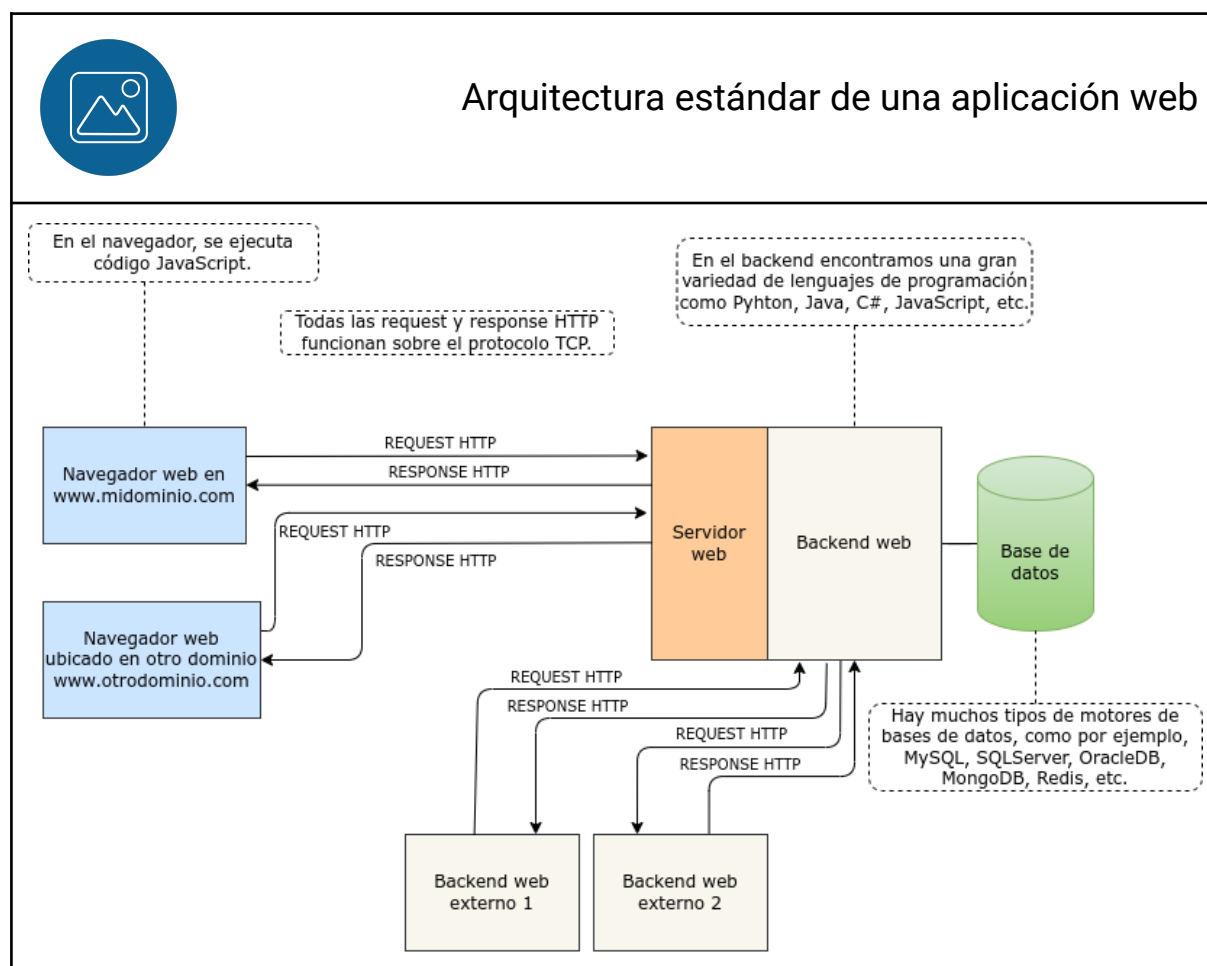 Arquitectura estándar de una aplicación web
En el navegador, se ejecuta
código JavaScript.
En el backend encontramos una gran
variedad de lenguajes de programación
como Pyhton, Java, C#, JavaScript, etc.
Todas las request y response HTTP
funcionan sobre el protocolo TCP.
Navegador web en
www.midominio.com
REQUEST HTTP
RESPONSE HTTP
REQUEST HTTP
RESPONSE HTTP
Servidor
web
Backend web
Base de
datos
Navegador web
ubicado en otro dominio
www.otrodominio.com
REQUEST HTTP
RESPONSE HTTP
REQUEST HTTP
RESPONSE HTTP
Hay muchos tipos de motores de
bases de datos, como por ejemplo,
MySQL, SQLServer, OracleDB,
MongoDB, Redis, etc.
Backend web
externo 1
Backend web
externo 2